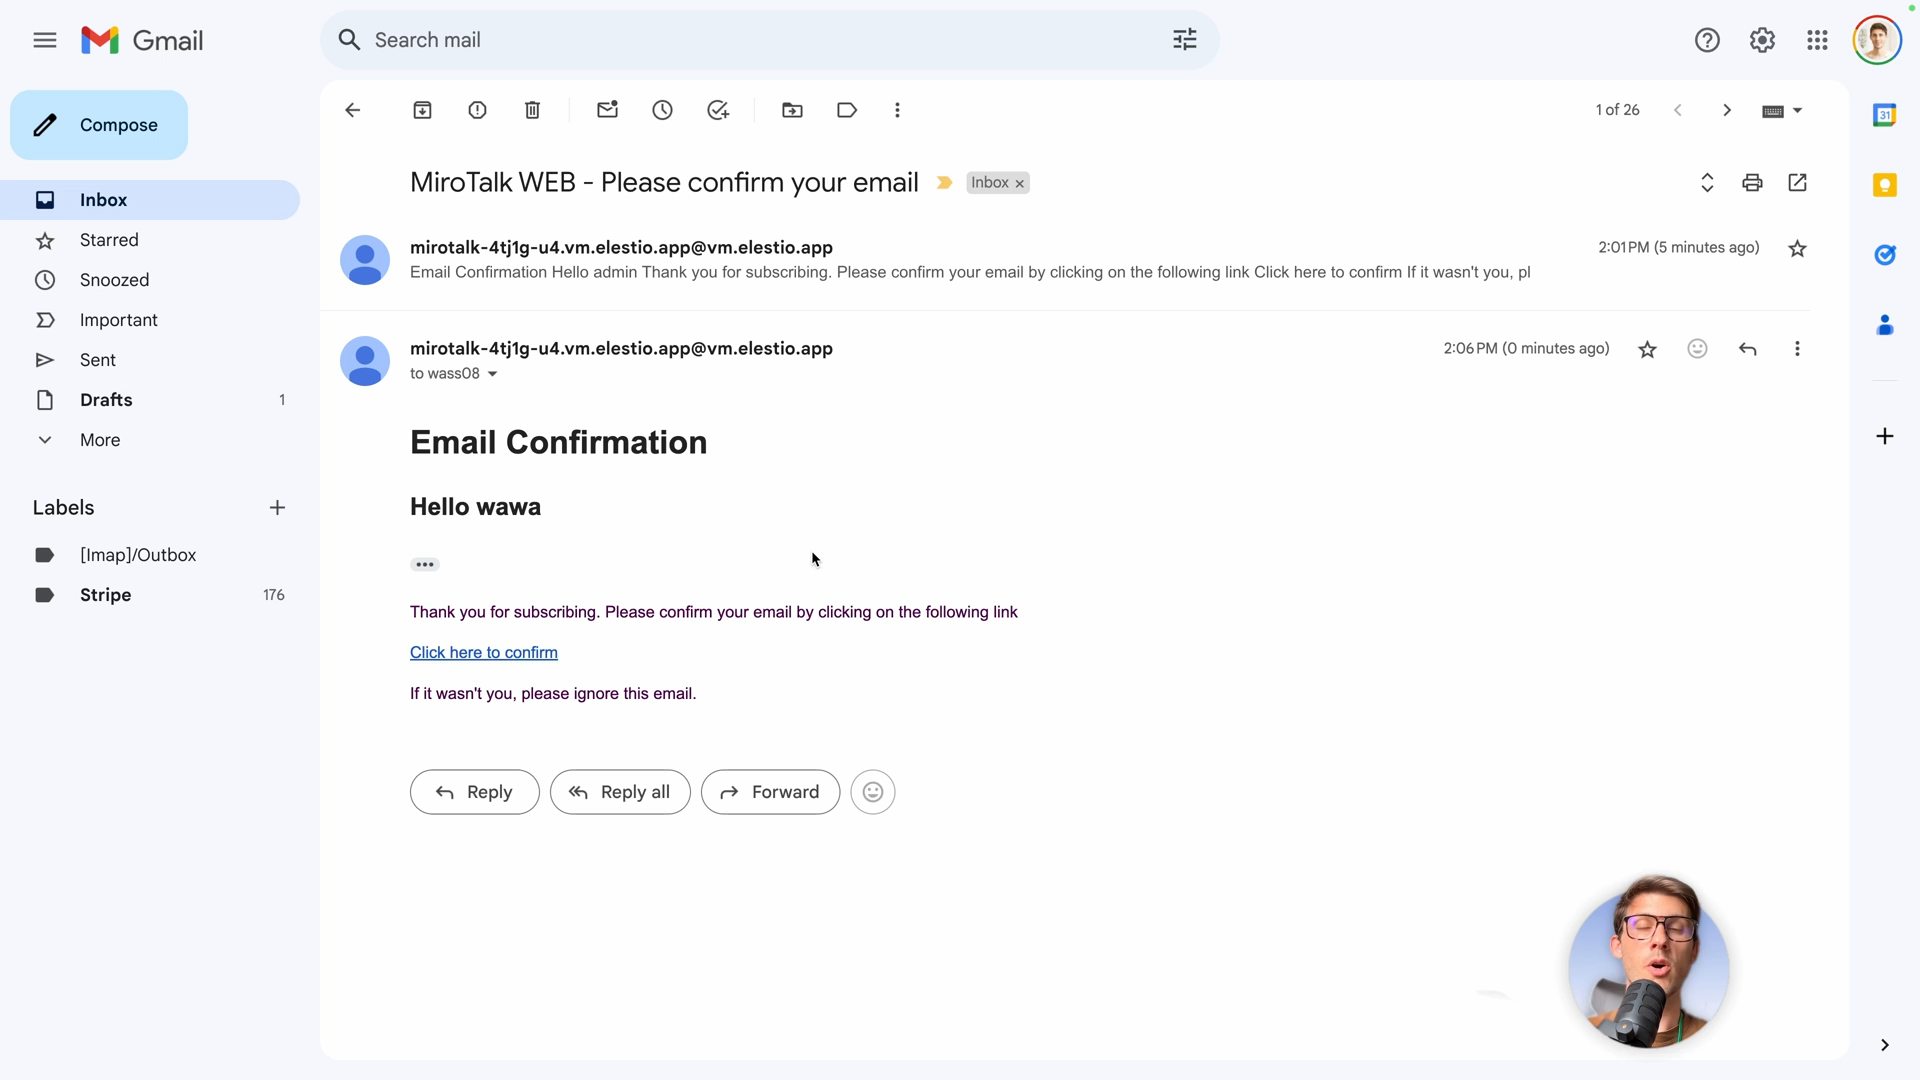 Gmail
Search mail
Compose
Inbox
Starred
Snoozed
Important
Sent
Drafts 1
More
Labels
[Imap]/Outbox
Stripe 176
1 of 26
MiroTalk WEB - Please confirm your email
Inbox ×
mirotalk-4tj1g-u4.vm.elestio.app@vm.elestio.app
2:01 PM (5 minutes ago)
Email Confirmation Hello admin Thank you for subscribing. Please confirm your email by clicking on the following link Click here to confirm If it wasn't you, pl
mirotalk-4tj1g-u4.vm.elestio.app@vm.elestio.app
2:06 PM (0 minutes ago)
to wass08
Email Confirmation
Hello wawa
Thank you for subscribing. Please confirm your email by clicking on the following link
Click here to confirm
If it wasn't you, please ignore this email.
Reply
Reply all
Forward
31